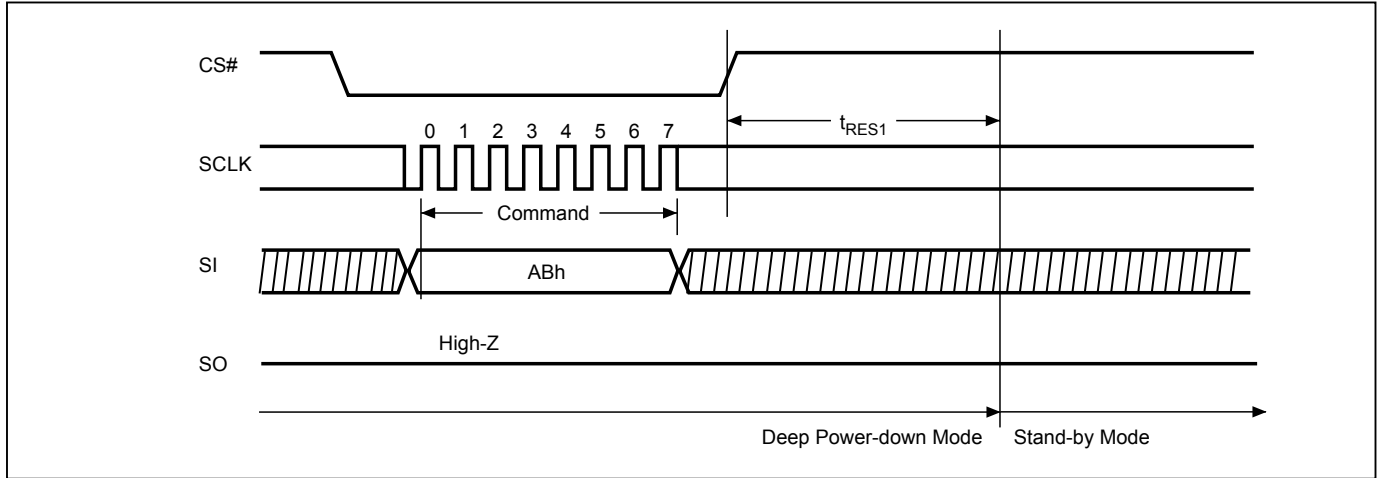 CS#
tRES1
0 1 2 3 4 5 6 7
SCLK
Command
SI
ABh
High-Z
SO
Deep Power-down Mode Stand-by Mode